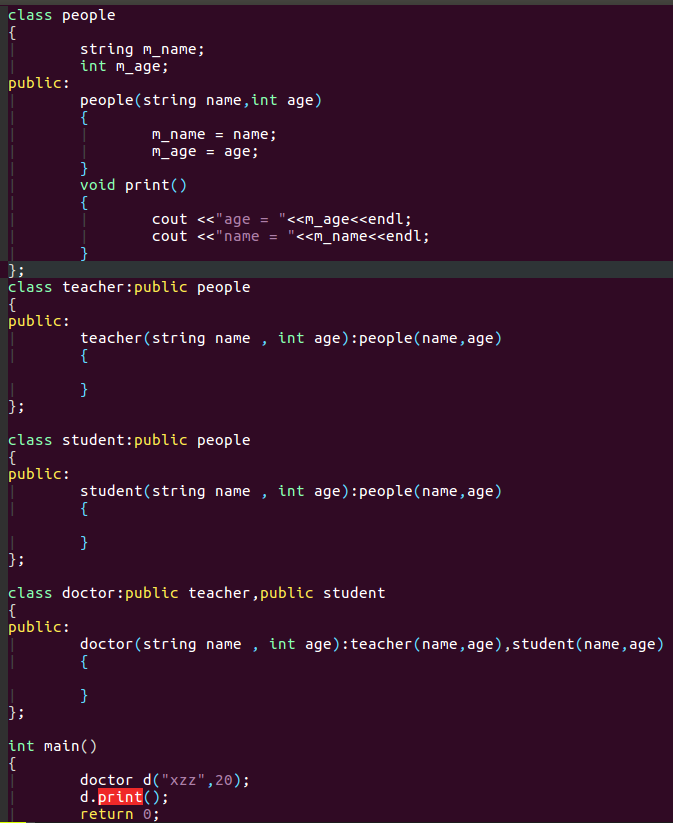 class people
{
        string m_name;
        int m_age;
public:
        people(string name,int age)
        {
                m_name = name;
                m_age = age;
        }
        void print()
        {
                cout <<"age = "<<m_age<<endl;
                cout <<"name = "<<m_name<<endl;
        }
};
class teacher:public people
{
public:
        teacher(string name , int age):people(name,age)
        {

        }
};

class student:public people
{
public:
        student(string name , int age):people(name,age)
        {

        }
};

class doctor:public teacher,public student
{
public:
        doctor(string name , int age):teacher(name,age),student(name,age)
        {

        }
};

int main()
{
        doctor d("xzz",20);
        d.print();
        return 0;